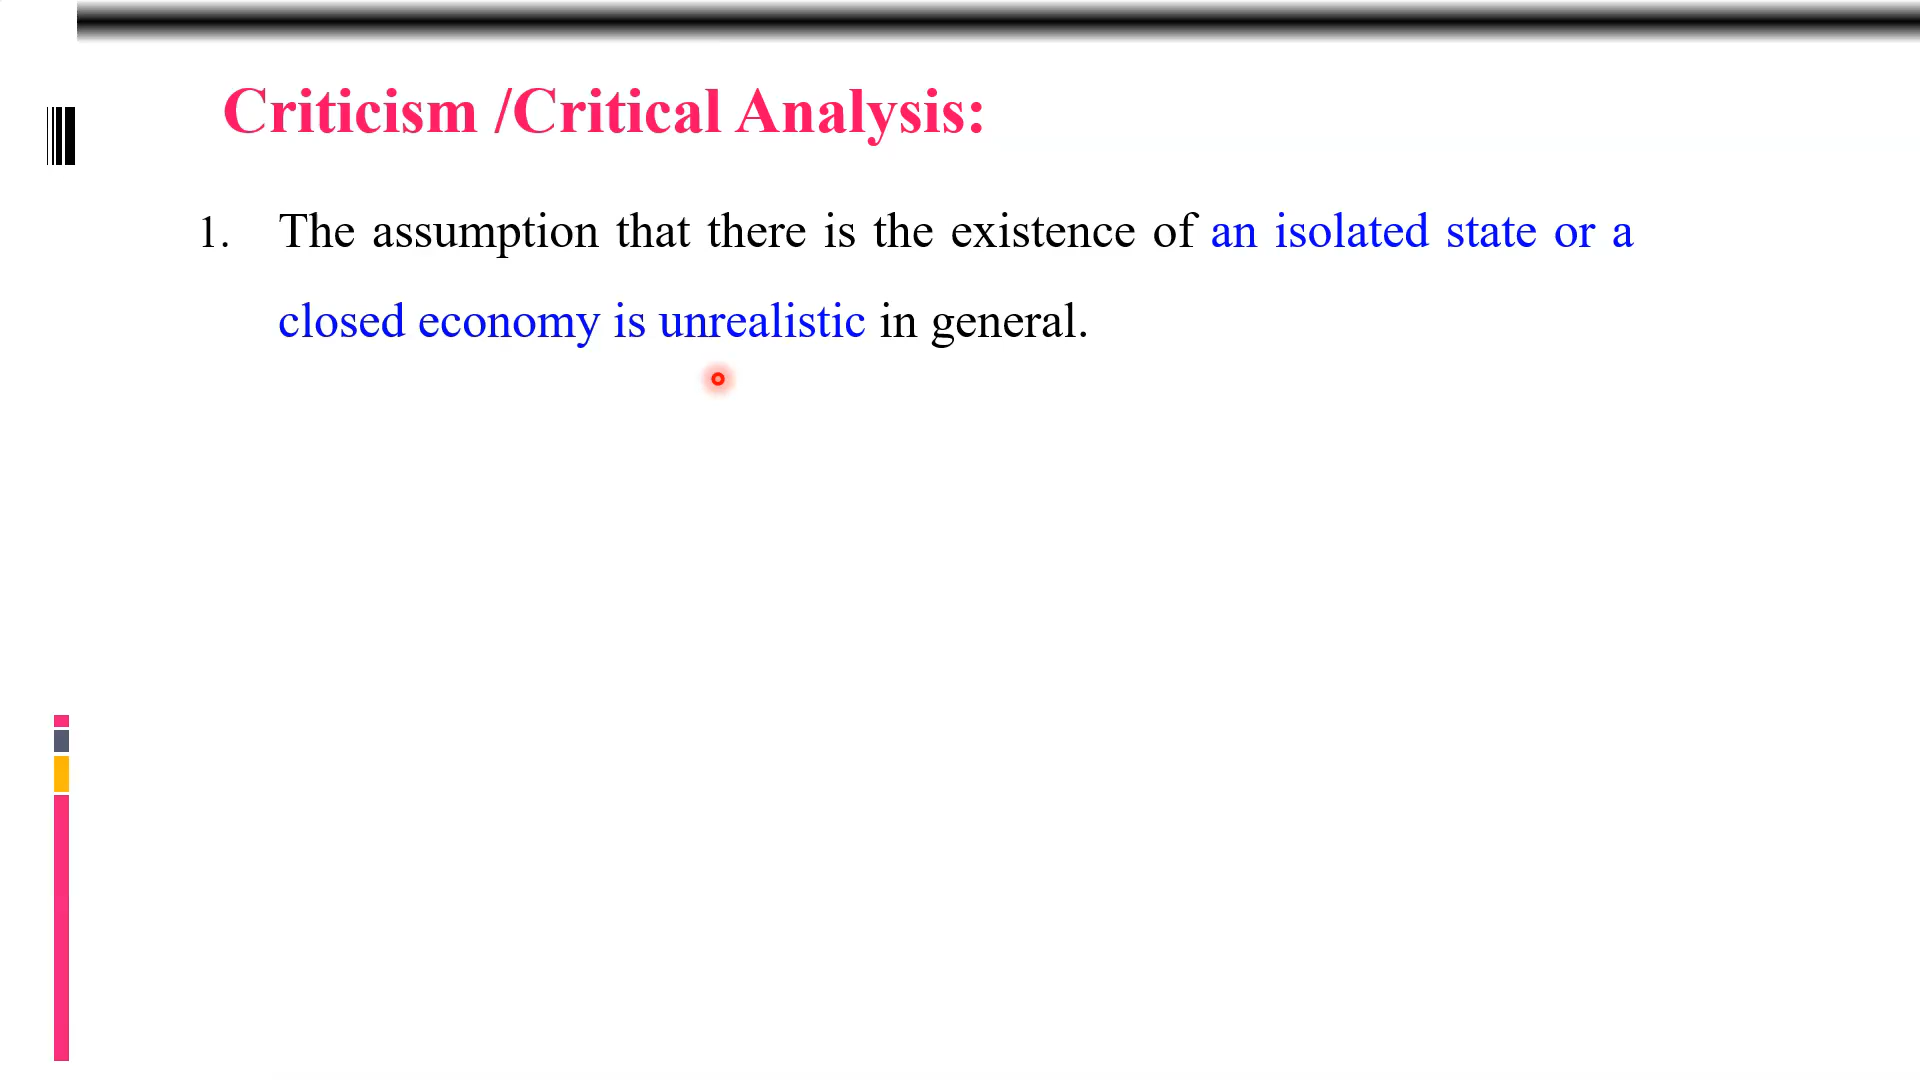 Criticism /Critical Analysis:
1. The assumption that there is the existence of an isolated state or a
closed economy is unrealistic in general.